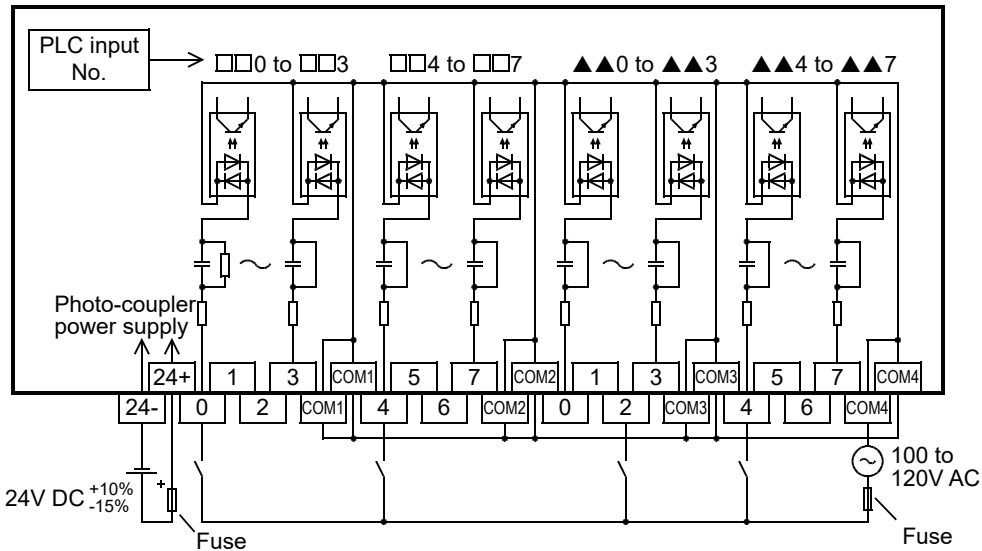 PLC input
No.
□□0 to □□3
□□4 to □□7
▲▲0 to ▲▲3
▲▲4 to ▲▲7
Photo-coupler
power supply
24+ 1 3 COM1 5 7 COM2 1 3 COM3 5 7 COM4
24- 0 2 COM1 4 6 COM2 0 2 COM3 4 6 COM4
24V DC +10% -15%
+
Fuse
100 to
120V AC
Fuse